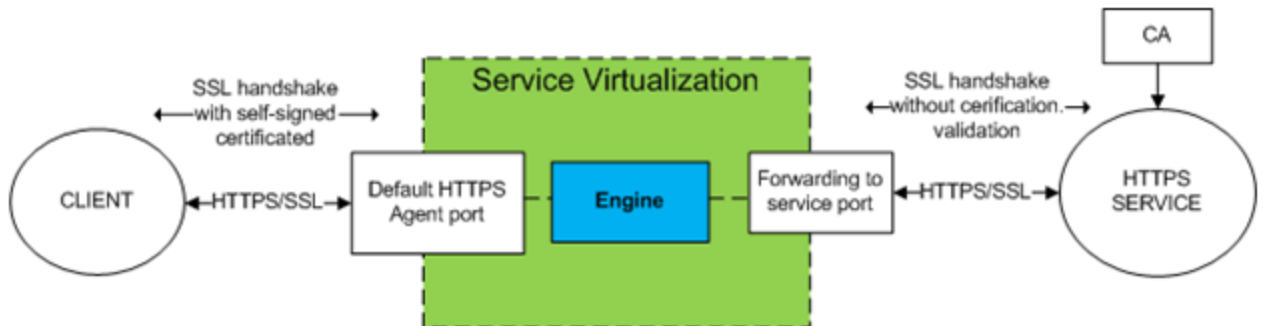 CA
Service Virtualization
SSL handshake
with self-signed
certificated
SSL handshake
without cerification.
validation
CLIENT
HTTPS/SSL
Default HTTPS
Agent port
Engine
Forwarding to
service port
HTTPS/SSL
HTTPS
SERVICE